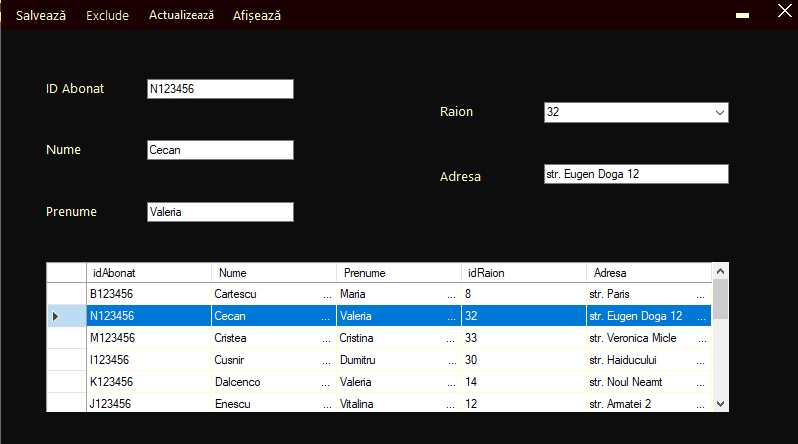 Salvează Exclude Actualizează Afișează
ID Abonat N123456
Raion 32
Nume Cecan
Adresa str. Eugen Doga 12
Prenume Valeria
idAbonat Nume Prenume idRaion Adresa
B123456 Cartescu ... Maria ... 8 str. Paris ...
N123456 Cecan ... Valeria ... 32 str. Eugen Doga 12 ...
M123456 Cristea ... Cristina ... 33 str. Veronica Micle ...
I123456 Cusnir ... Dumitru ... 30 str. Haiducului ...
K123456 Dalcenco ... Valeria ... 14 str. Noul Neamt ...
J123456 Enescu ... Vitalina ... 12 str. Armatei 2 ...